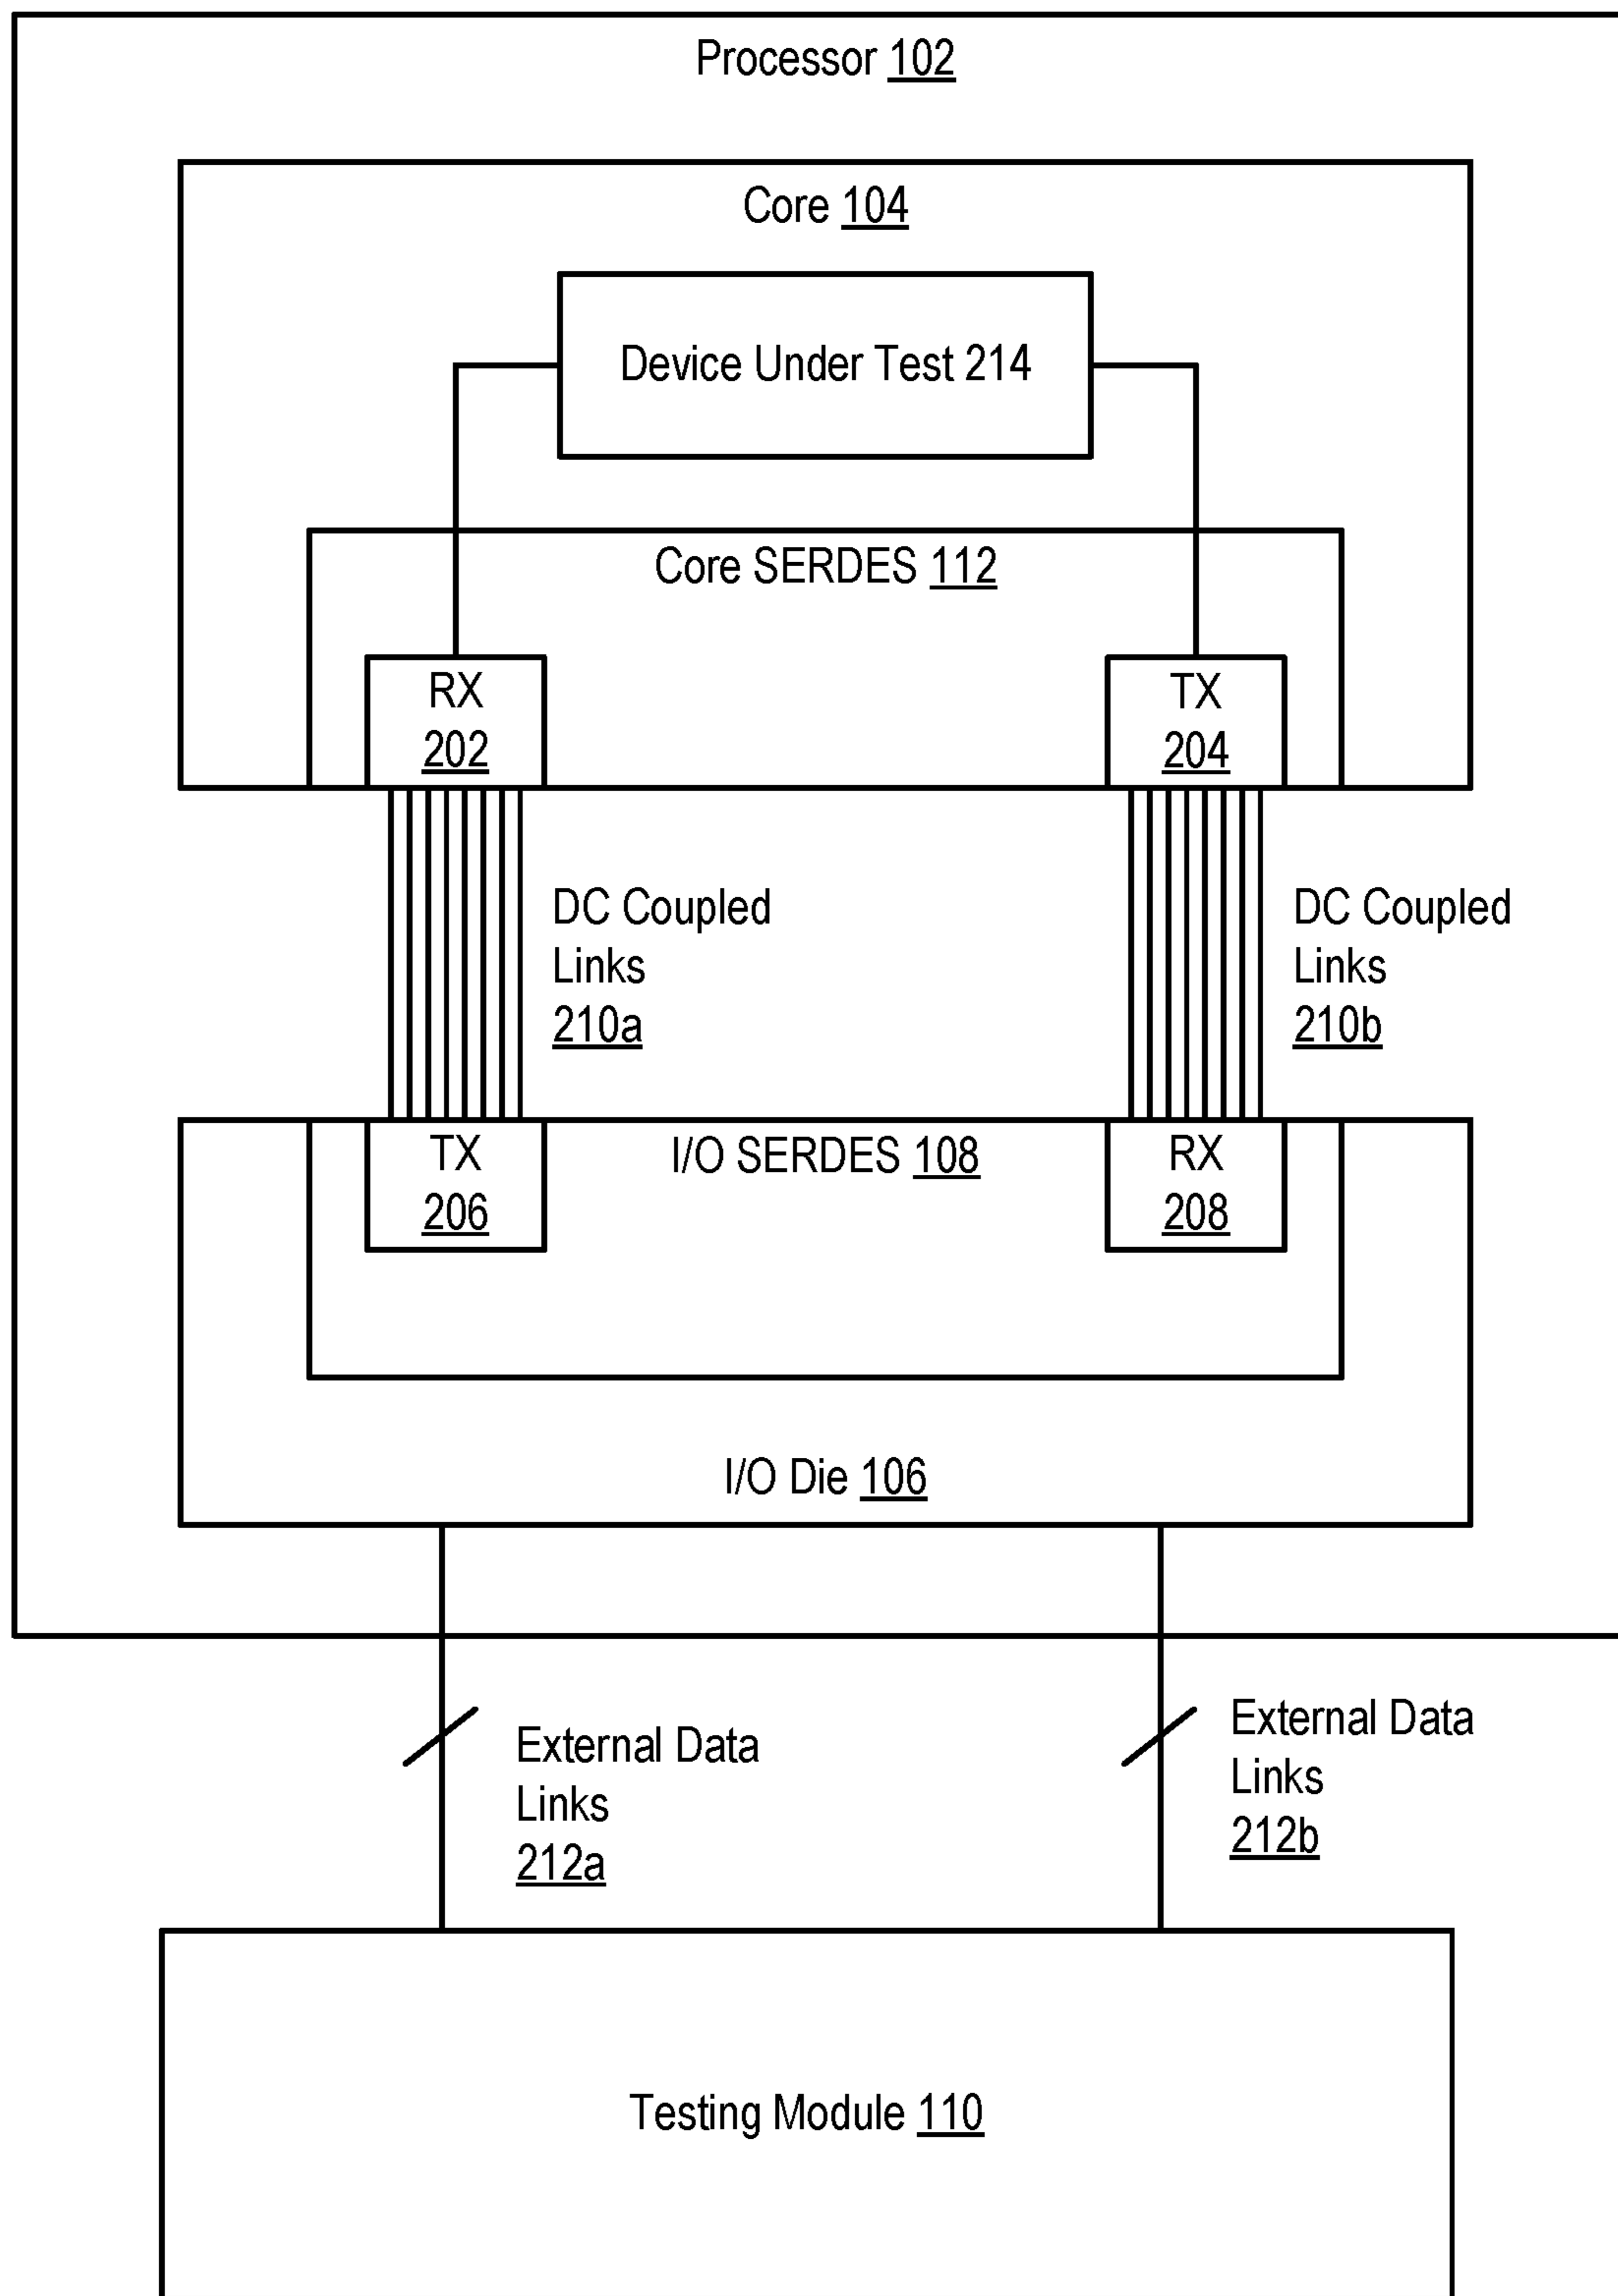 Processor 102
Core 104
Device Under Test 214
Core SERDES 112
RX
202
TX
204
DC Coupled
Links
210a
DC Coupled
Links
210b
TX
206
I/O SERDES 108
RX
208
I/O Die 106
External Data
Links
212a
External Data
Links
212b
Testing Module 110